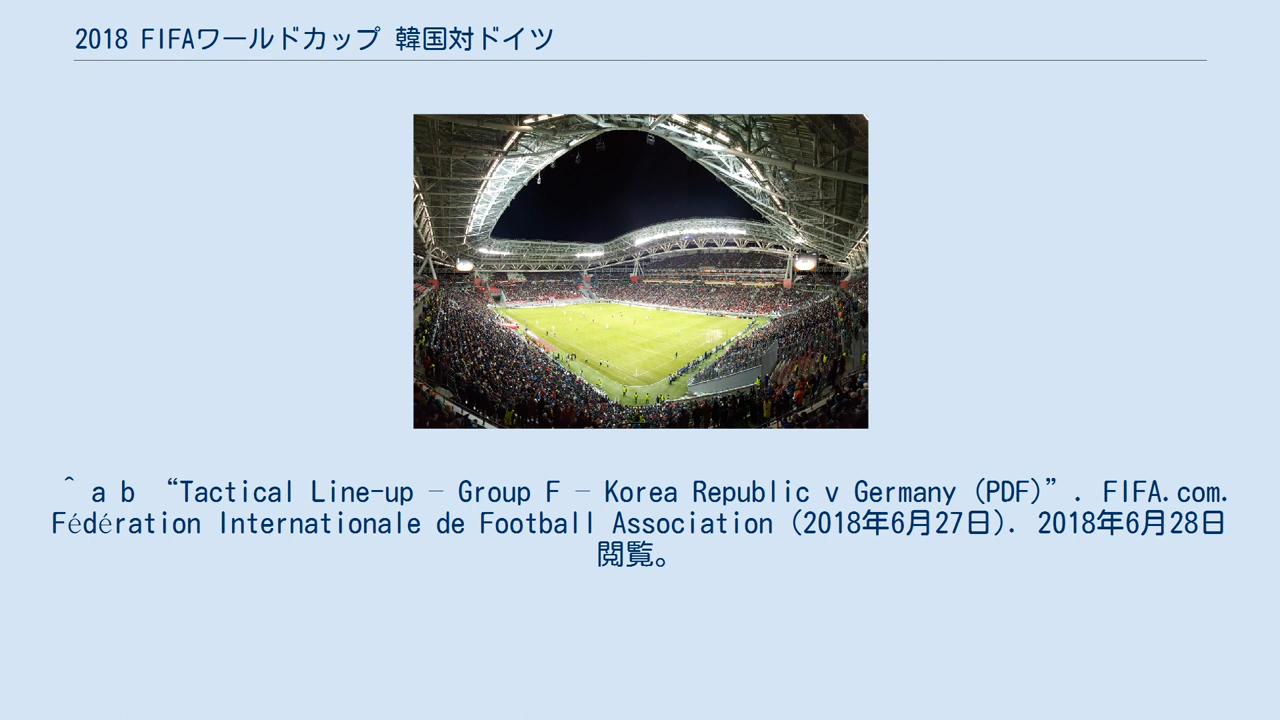 2018 FIFAワールドカップ 韓国対ドイツ
^ a b “Tactical Line-up – Group F – Korea Republic v Germany (PDF)”. FIFA.com.
Fédération Internationale de Football Association (2018年6月27日). 2018年6月28日
閲覧。